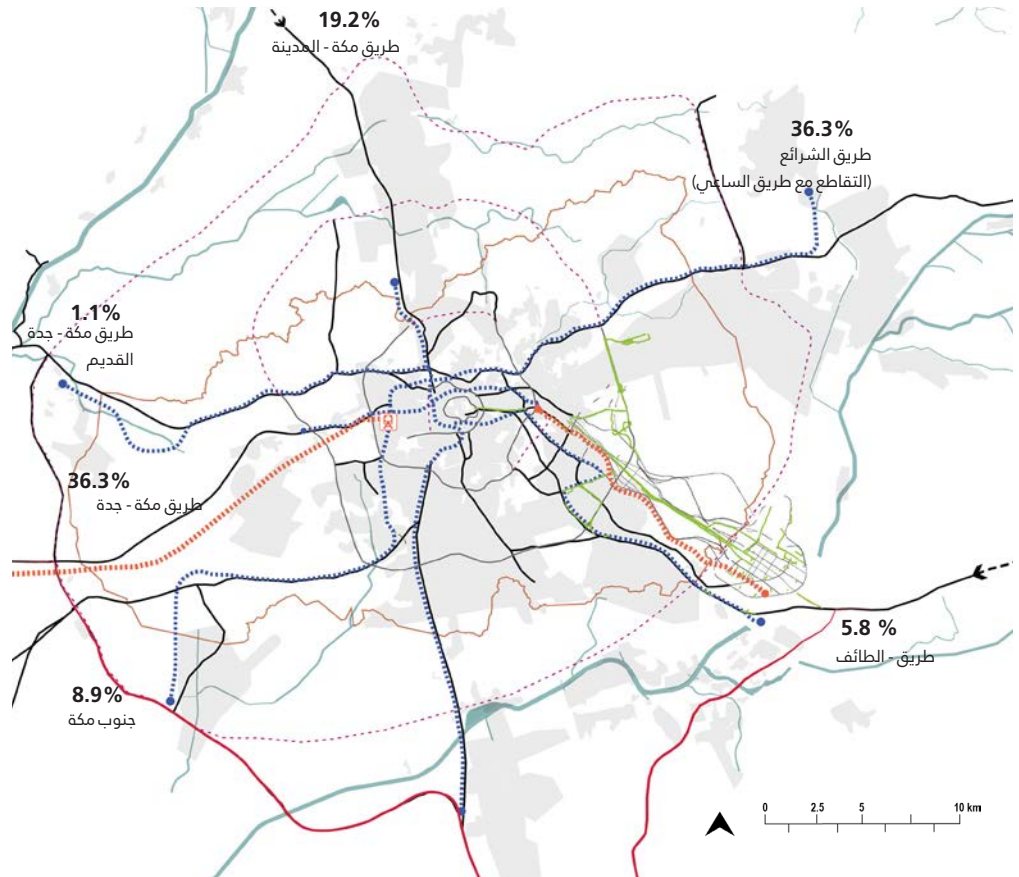 19.2%
طريق مكة - المدينة
36.3%
طريق الشرائع
(التقاطع مع طريق الساعي)
1.1%
طريق مكة - جدة
القديم
36.3%
طريق مكة - جدة
5.8 %
طريق - الطائف
8.9%
جنوب مكة
0 2.5 5 10 km